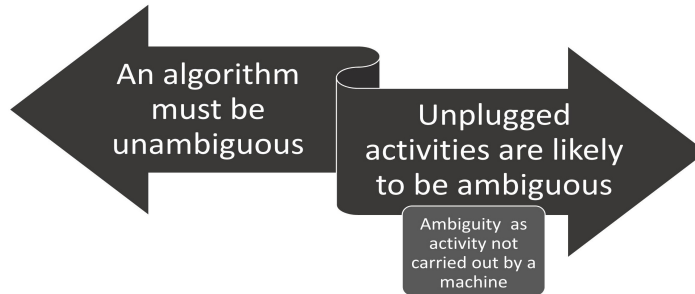 An algorithm
must be
unambiguous
Unplugged
activities are likely
to be ambiguous
Ambiguity as
activity not
carried out by a
machine